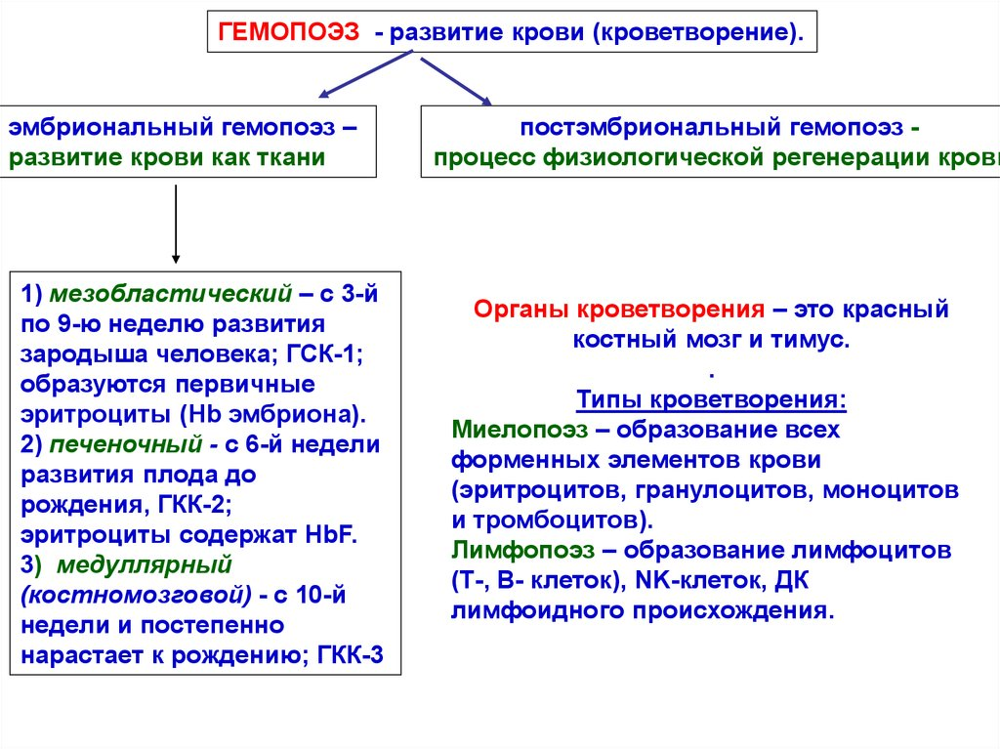 ГЕМОПОЭЗ - развитие крови (кроветворение).
эмбриональный гемопоэз –
развитие крови как ткани
постэмбриональный гемопоэз -
процесс физиологической регенерации кров
1) мезобластический – с 3-й
по 9-ю неделю развития
зародыша человека; ГСК-1;
образуются первичные
эритроциты (Hb эмбриона).
2) печеночный - с 6-й недели
развития плода до
рождения, ГКК-2;
эритроциты содержат HbF.
3) медуллярный
(костномозговой) - с 10-й
недели и постепенно
нарастает к рождению; ГКК-3
Органы кроветворения – это красный
костный мозг и тимус.
.
Типы кроветворения:
Миелопоэз – образование всех
форменных элементов крови
(эритроцитов, гранулоцитов, моноцитов
и тромбоцитов).
Лимфопоэз – образование лимфоцитов
(Т-, В- клеток), NK-клеток, ДК
лимфоидного происхождения.